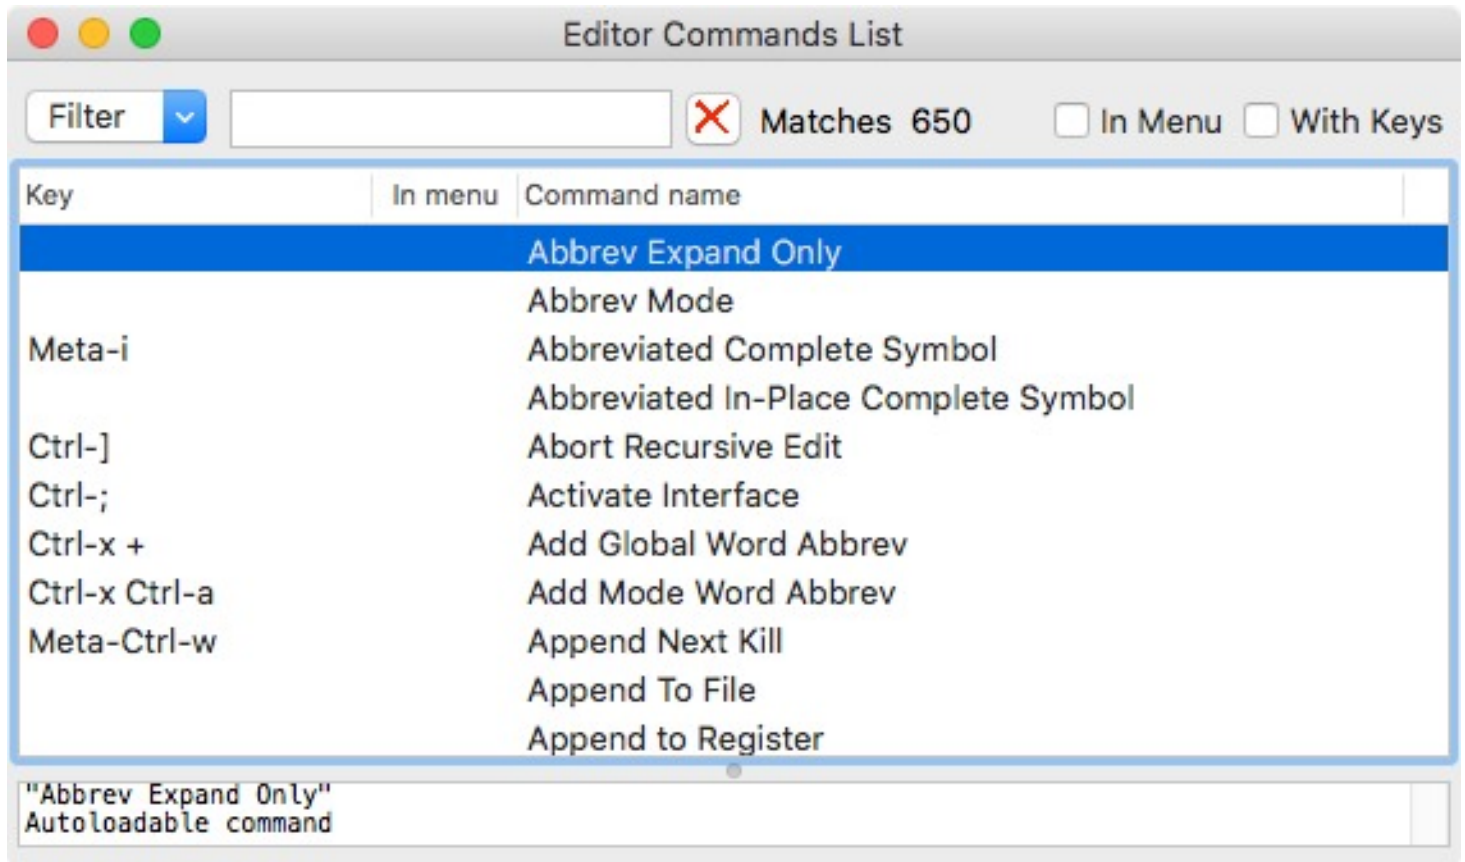 Editor Commands List
Filter Matches 650 In Menu With Keys
Key In menu Command name
Abbrev Expand Only
Abbrev Mode
Meta-i Abbreviated Complete Symbol
Abbreviated In-Place Complete Symbol
Ctrl-] Abort Recursive Edit
Ctrl-; Activate Interface
Ctrl-x + Add Global Word Abbrev
Ctrl-x Ctrl-a Add Mode Word Abbrev
Meta-Ctrl-w Append Next Kill
Append To File
Append to Register
"Abbrev Expand Only"
Autoloadable command